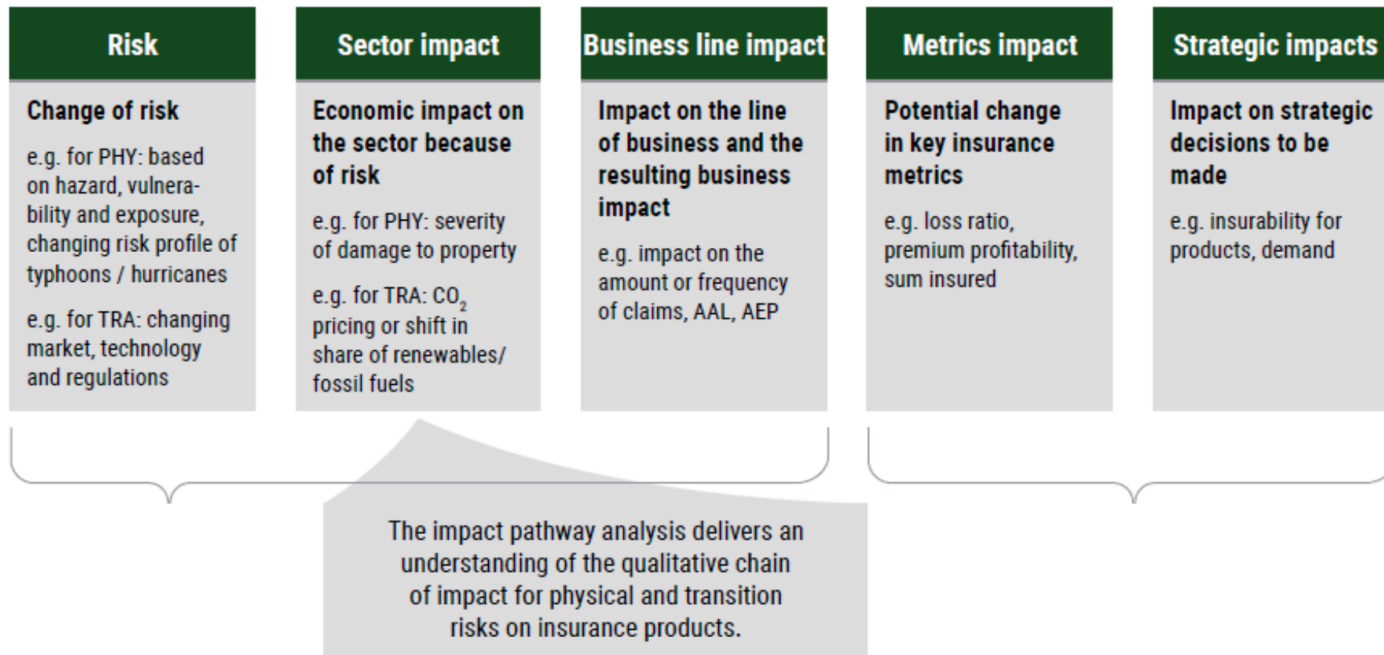 Risk
Change of risk
e.g. for PHY: based
on hazard, vulnera-
bility and exposure,
changing risk profile of
typhoons / hurricanes
e.g. for TRA: changing
market, technology
and regulations
Sector impact
Economic impact on
the sector because
of risk
e.g. for PHY: severity
of damage to property
e.g. for TRA: CO₂
pricing or shift in
share of renewables/
fossil fuels
Business line impact
Impact on the line
of business and the
resulting business
impact
e.g. impact on the
amount or frequency
of claims, AAL, AEP
Metrics impact
Potential change
in key insurance
metrics
e.g. loss ratio,
premium profitability,
sum insured
Strategic impacts
Impact on strategic
decisions to be
made
e.g. insurability for
products, demand
The impact pathway analysis delivers an
understanding of the qualitative chain
of impact for physical and transition
risks on insurance products.